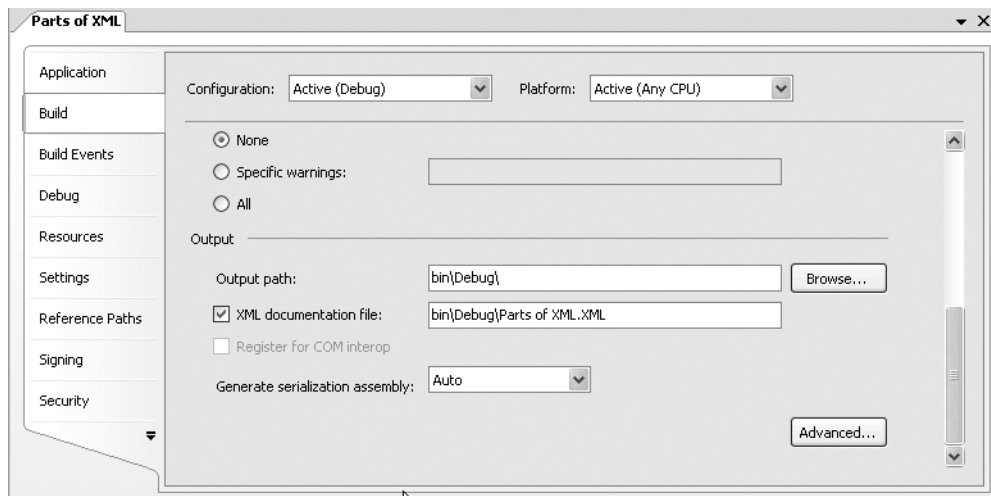 Parts of XML
Application
Build
Build Events
Debug
Resources
Settings
Reference Paths
Signing
Security
Configuration: Active (Debug) Platform: Active (Any CPU)
None
Specific warnings:
All
Output
Output path: bin\Debug\ Browse...
XML documentation file: bin\Debug\Parts of XML.XML
Register for COM interop
Generate serialization assembly: Auto
Advanced...